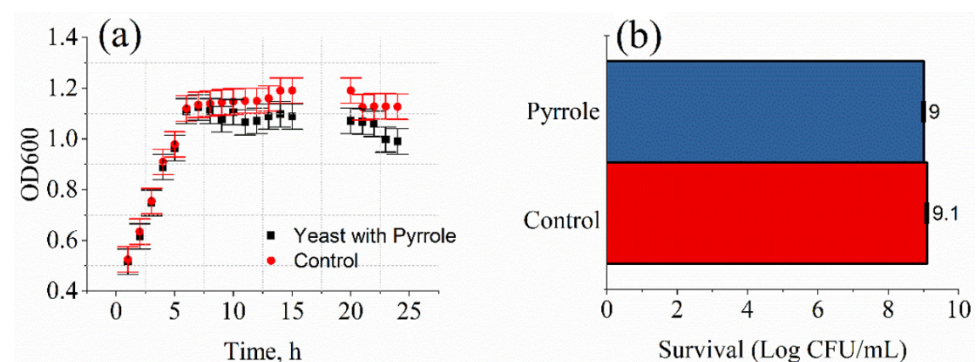 (a)
1.4
1.2
1.0
0.8
0.6
0.4
OD600
Yeast with Pyrrole
Control
0 5 10 15 20 25
Time, h
(b)
Pyrrole
9
Control
9.1
0 2 4 6 8 10
Survival (Log CFU/mL)